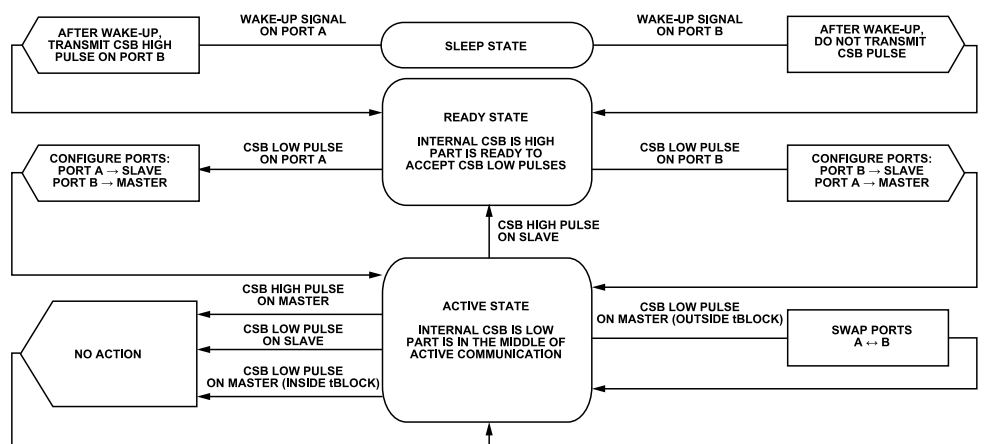 AFTER WAKE-UP,
TRANSMIT CSB HIGH
PULSE ON PORT B
WAKE-UP SIGNAL
ON PORT A
SLEEP STATE
WAKE-UP SIGNAL
ON PORT B
AFTER WAKE-UP,
DO NOT TRANSMIT
CSB PULSE
READY STATE
INTERNAL CSB IS HIGH
PART IS READY TO
ACCEPT CSB LOW PULSES
CONFIGURE PORTS:
PORT A → SLAVE
PORT B → MASTER
CSB LOW PULSE
ON PORT A
CSB LOW PULSE
ON PORT B
CONFIGURE PORTS:
PORT B → SLAVE
PORT A → MASTER
CSB HIGH PULSE
ON SLAVE
ACTIVE STATE
INTERNAL CSB IS LOW
PART IS IN THE MIDDLE OF
ACTIVE COMMUNICATION
NO ACTION
CSB HIGH PULSE
ON MASTER
CSB LOW PULSE
ON SLAVE
CSB LOW PULSE
ON MASTER (INSIDE tBLOCK)
CSB LOW PULSE
ON MASTER (OUTSIDE tBLOCK)
SWAP PORTS
A ↔ B